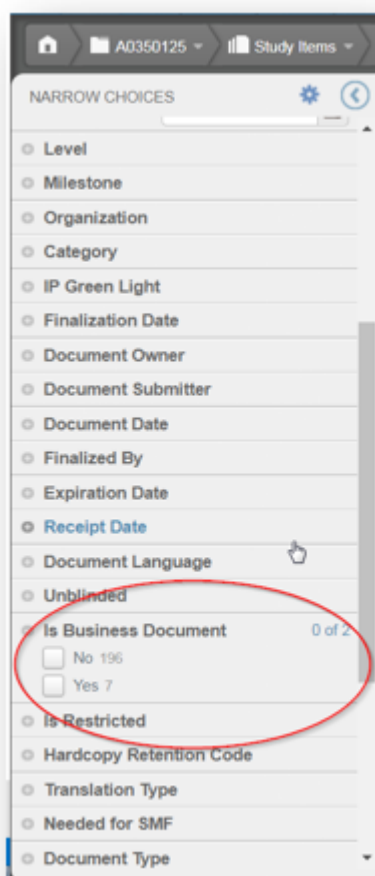 A0350125 Study Items
NARROW CHOICES
Level
Milestone
Organization
Category
IP Green Light
Finalization Date
Document Owner
Document Submitter
Document Date
Finalized By
Expiration Date
Receipt Date
Document Language
Unblinded
Is Business Document 0 of 2
No 196
Yes 7
Is Restricted
Hardcopy Retention Code
Translation Type
Needed for SMF
Document Type